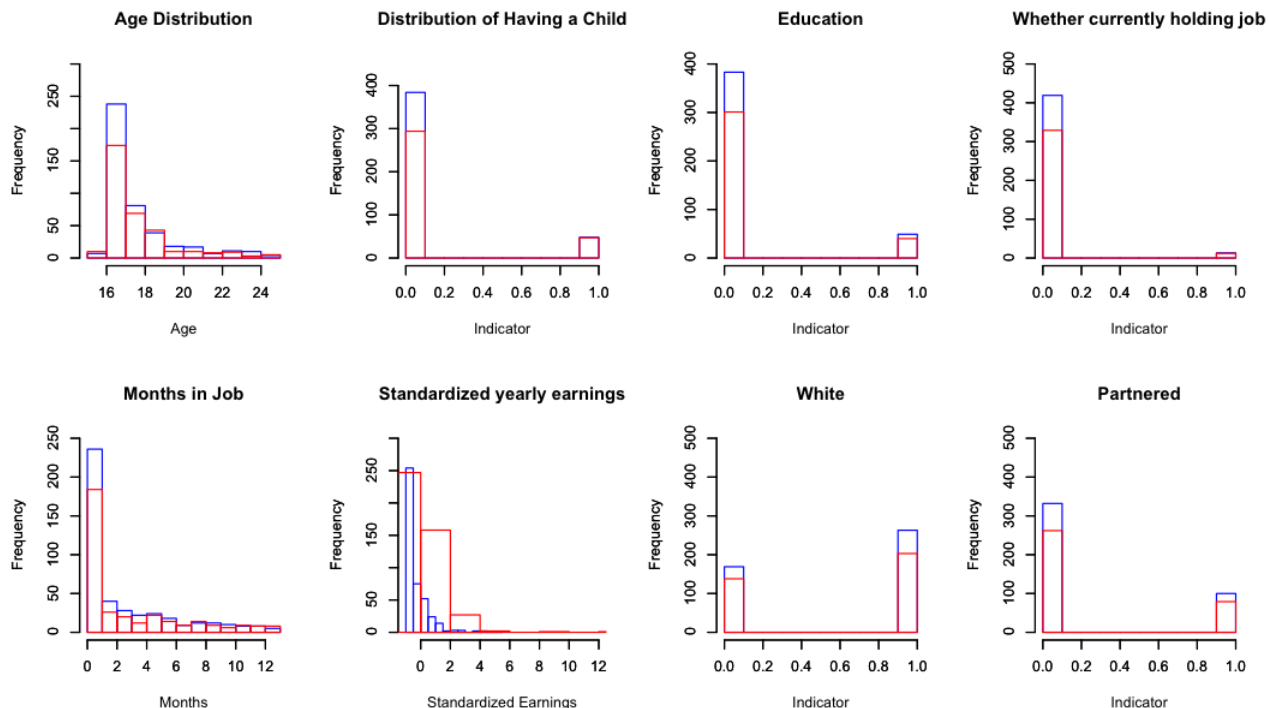 Age Distribution
Distribution of Having a Child
Education
Whether currently holding job
Frequency
0 50 150 250
16 18 20 22 24
Age
Frequency
0 100 200 300 400
0.0 0.2 0.4 0.6 0.8 1.0
Indicator
Frequency
0 100 200 300 400
0.0 0.2 0.4 0.6 0.8 1.0
Indicator
Frequency
0 100 200 300 400 500
0.0 0.2 0.4 0.6 0.8 1.0
Indicator
Months in Job
Standardized yearly earnings
White
Partnered
Frequency
0 50 100 150 200 250
0 2 4 6 8 10 12
Months
Frequency
0 50 150 250
0 2 4 6 8 10 12
Standardized Earnings
Frequency
0 100 200 300 400 500
0.0 0.2 0.4 0.6 0.8 1.0
Indicator
Frequency
0 100 200 300 400 500
0.0 0.2 0.4 0.6 0.8 1.0
Indicator